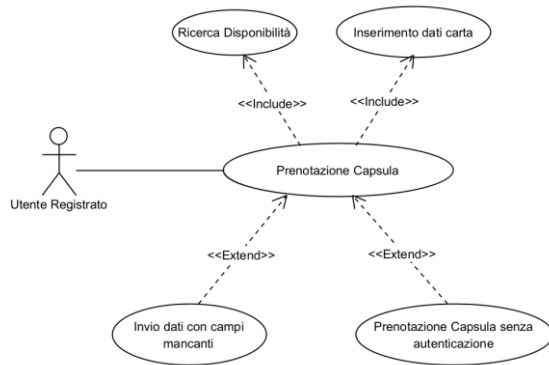 Ricerca Disponibilità
Inserimento dati carta
<<Include>>
<<Include>>
Prenotazione Capsula
Utente Registrato
<<Extend>>
<<Extend>>
Invio dati con campi
mancanti
Prenotazione Capsula senza
autenticazione